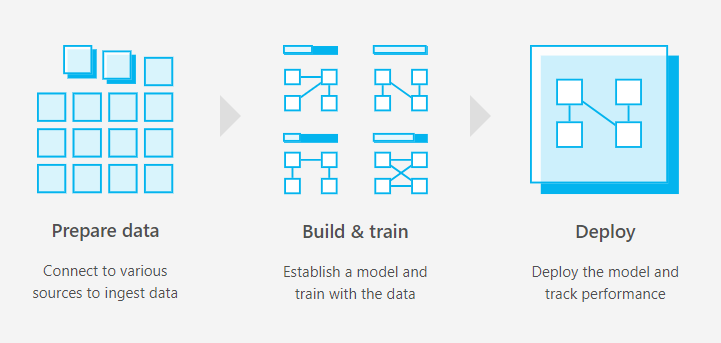 Prepare data
Connect to various
sources to ingest data
Build & train
Establish a model and
train with the data
Deploy
Deploy the model and
track performance